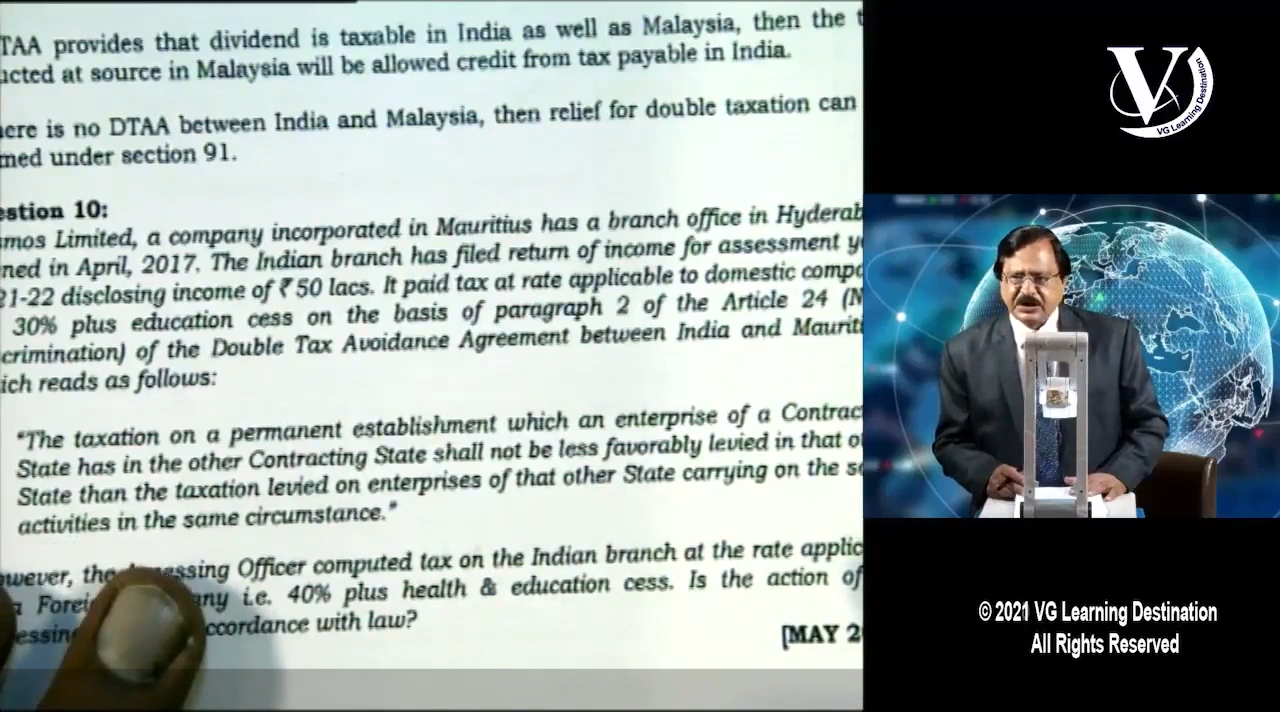 TAA provides that dividend is taxable in India as well as Malaysia, then the t
ucted at source in Malaysia will be allowed credit from tax payable in India.
ere is no DTAA between India and Malaysia, then relief for double taxation can
med under section 91.
estion 10:
smos Limited, a company incorporated in Mauritius has a branch office in Hyderab
ned in April, 2017. The Indian branch has filed return of income for assessment y
21-22 disclosing income of ₹ 50 lacs. It paid tax at rate applicable to domestic compa
30% plus education cess on the basis of paragraph 2 of the Article 24 (N
crimination) of the Double Tax Avoidance Agreement between India and Maurit
ich reads as follows:
"The taxation on a permanent establishment which an enterprise of a Contrac
State has in the other Contracting State shall not be less favorably levied in that o
State than the taxation levied on enterprises of that other State carrying on the sa
activities in the same circumstance."
owever, the essing Officer computed tax on the Indian branch at the rate applic
a Forei any i.e. 40% plus health & education cess. Is the action of
essin ccordance with law?
[MAY 20
V
VG Learning Destination
© 2021 VG Learning Destination
All Rights Reserved